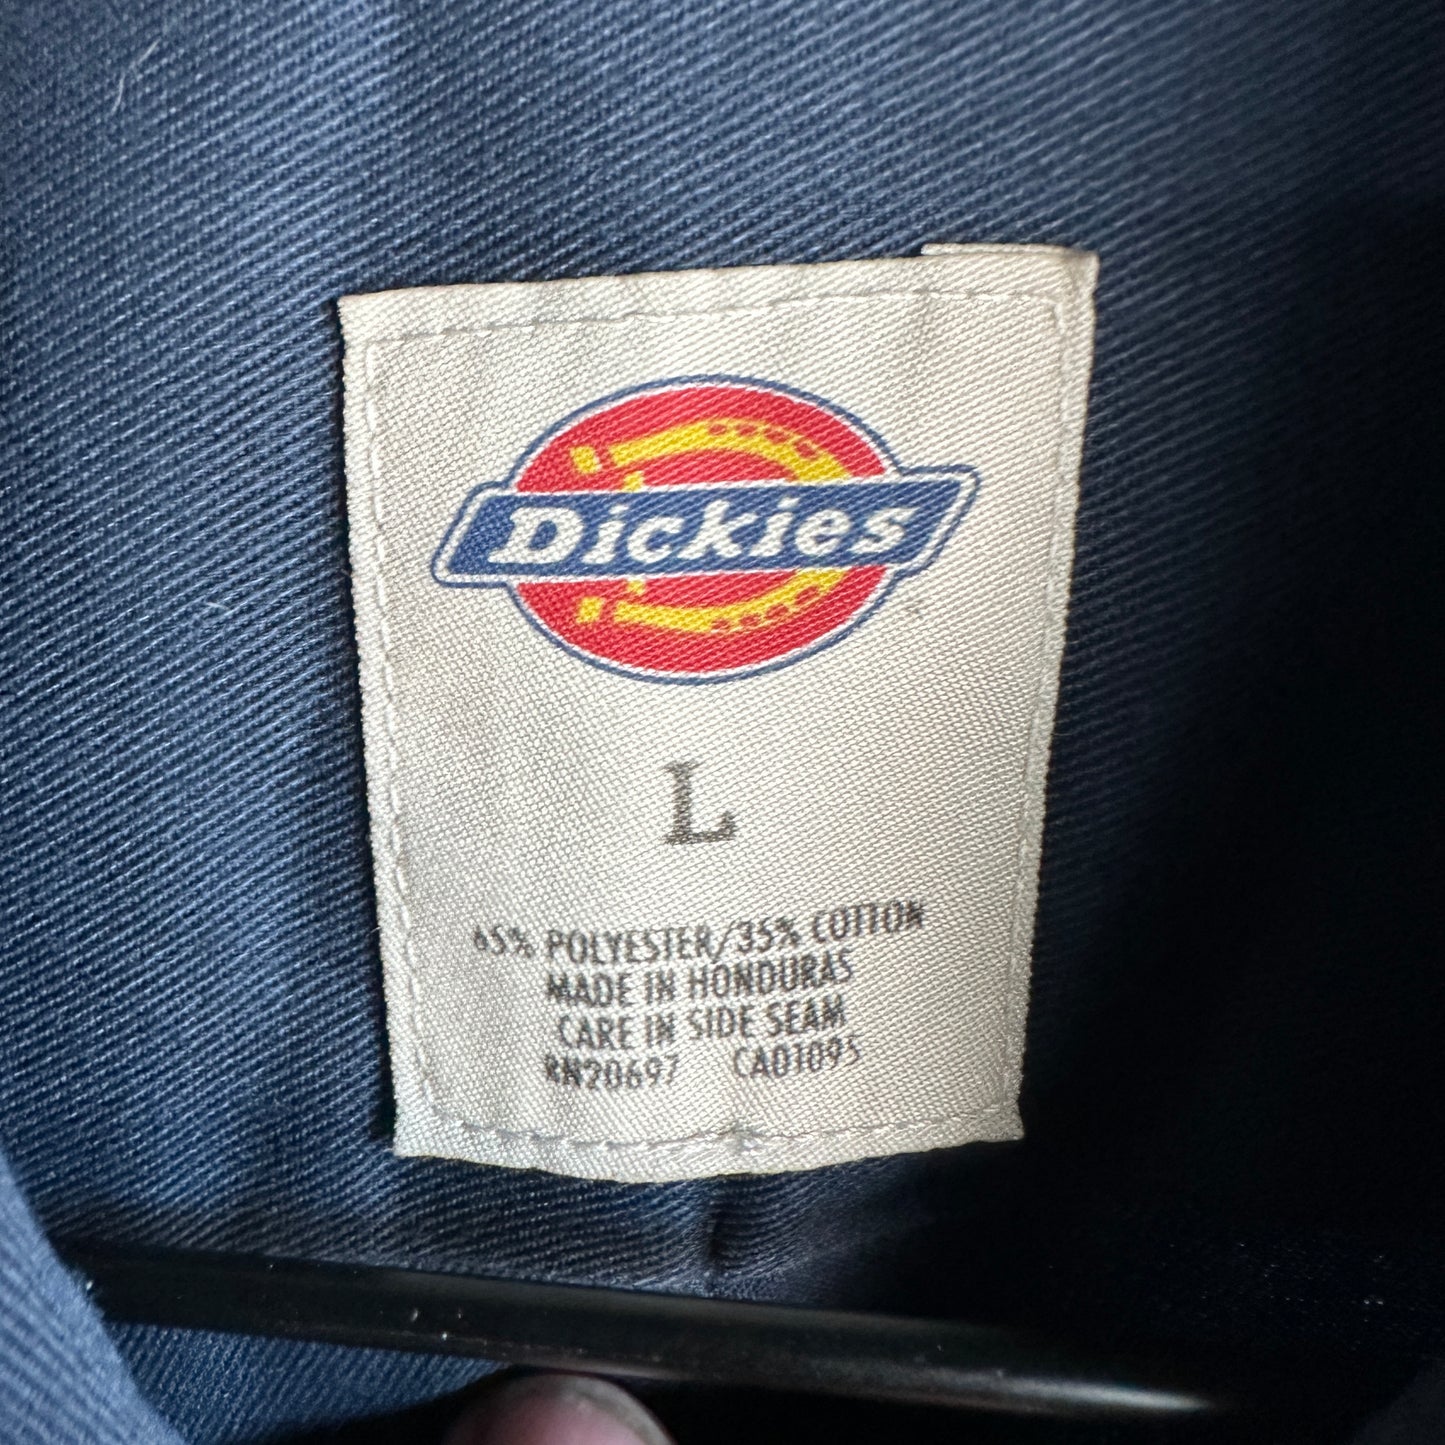 Dickies
L
65% POLYESTER/35% COTTON
MADE IN HONDURAS
CARE IN SIDE SEAM
RN20697 CA01095